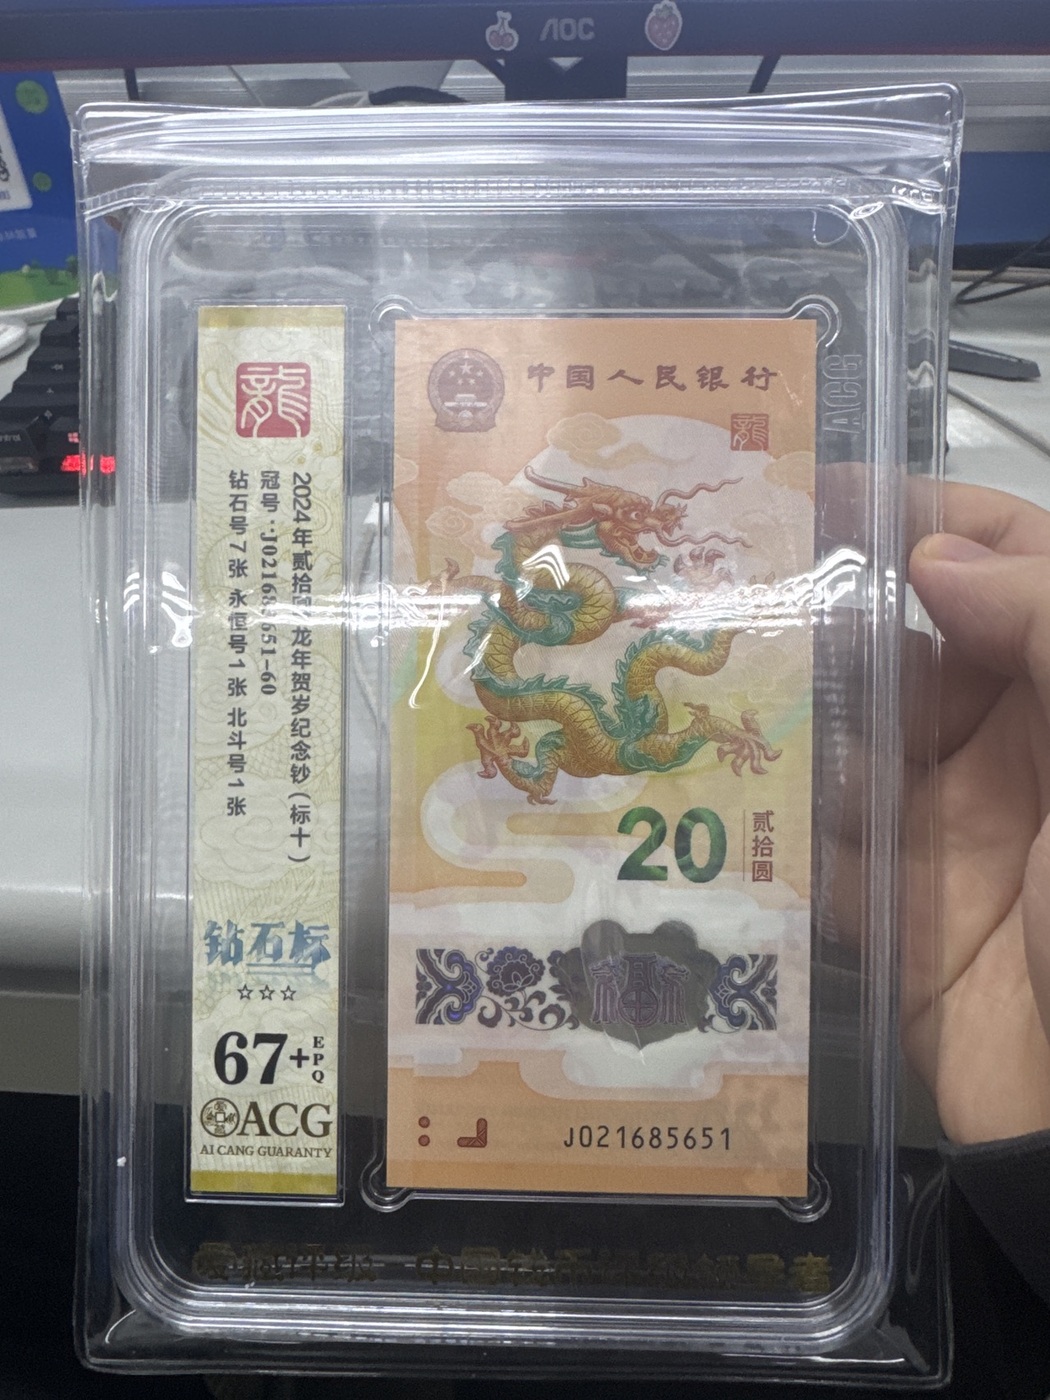 AOC
龍
2024年贰拾圆龙年贺岁纪念钞(标十)
冠号:J021685651-60
钻石号7张 永恒号1张 北斗号1张
钻石标
☆☆☆
67+EPQ
ACG
AI CANG GUARANTY
中国人民银行
龍
20
贰拾圆
福
J021685651
ACG